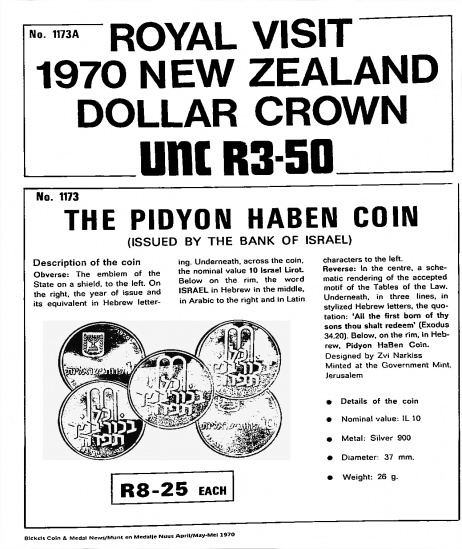 No. 1173A
ROYAL VISIT
1970 NEW ZEALAND
DOLLAR CROWN
UNC R3-50
No. 1173
THE PIDYON HABEN COIN
(ISSUED BY THE BANK OF ISRAEL)
Description of the coin
Obverse: The emblem of the
State on a shield, to the left. On
the right, the year of issue and
its equivalent in Hebrew letter-
ing. Underneath, across the coin,
the nominal value 10 Israel Lirot.
Below on the rim, the word
ISRAEL in Hebrew in the middle,
in Arabic to the right and in Latin
characters to the left.
Reverse: In the centre, a sche-
matic rendering of the accepted
motif of the Tables of the Law.
Underneath, in three lines, in
stylized Hebrew letters, the quo-
tation: 'All the first born of thy
sons thou shalt redeem' (Exodus
34,20). Below, on the rim, in Heb-
rew, Pidyon HaBen Coin.
Designed by Zvi Narkiss
Minted at the Government Mint,
Jerusalem
● Details of the coin
● Nominal value: IL 10
● Metal: Silver 900
● Diameter: 37 mm.
● Weight: 26 g.
R8-25 EACH
Bickels Coin & Medal News/Munt en Medalje Nuus April/May-Mei 1970